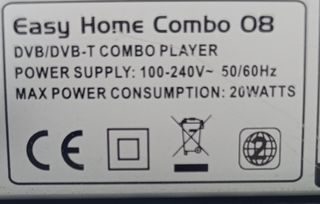 Easy Home Combo 08
DVB/DVB-T COMBO PLAYER
POWER SUPPLY: 100-240V~ 50/60Hz
MAX POWER CONSUMPTION: 20WATTS
CE
2